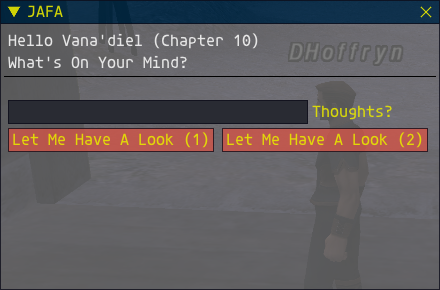 JAFA
Hello Vana'diel (Chapter 10)
What's On Your Mind?
DHoffryn
Thoughts?
Let Me Have A Look (1) Let Me Have A Look (2)